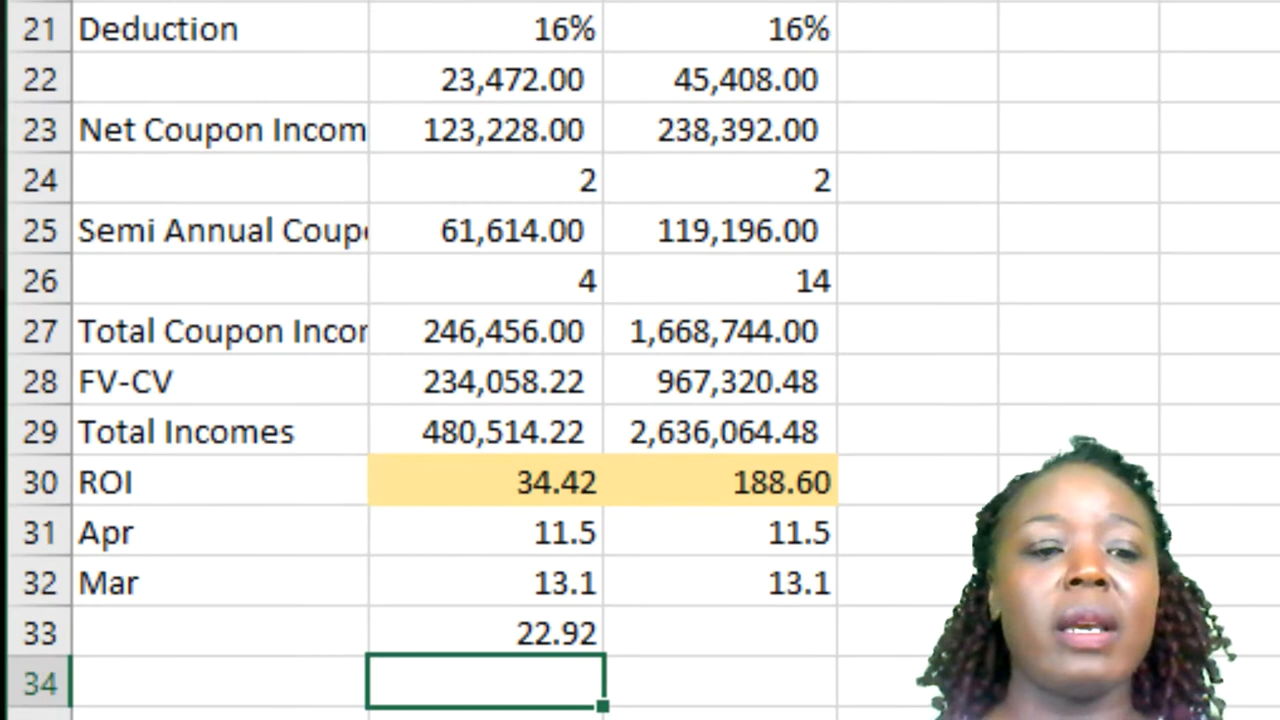 21 Deduction 16% 16%
22 23,472.00 45,408.00
23 Net Coupon Incom 123,228.00 238,392.00
24 2 2
25 Semi Annual Coup 61,614.00 119,196.00
26 4 14
27 Total Coupon Incor 246,456.00 1,668,744.00
28 FV-CV 234,058.22 967,320.48
29 Total Incomes 480,514.22 2,636,064.48
30 ROI 34.42 188.60
31 Apr 11.5 11.5
32 Mar 13.1 13.1
33 22.92
34